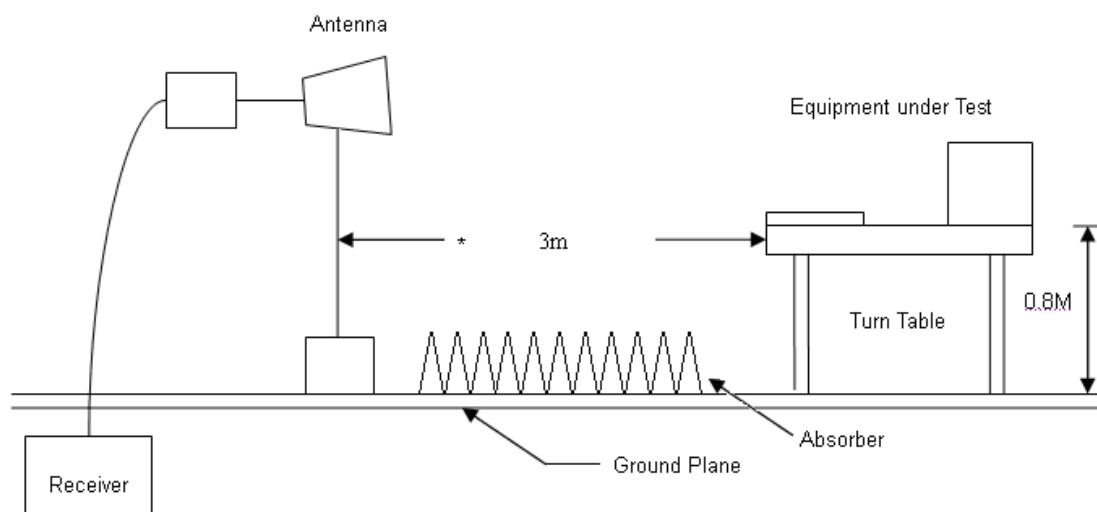 Antenna
Equipment under Test
* 3m
0.8M
Turn Table
Absorber
Ground Plane
Receiver